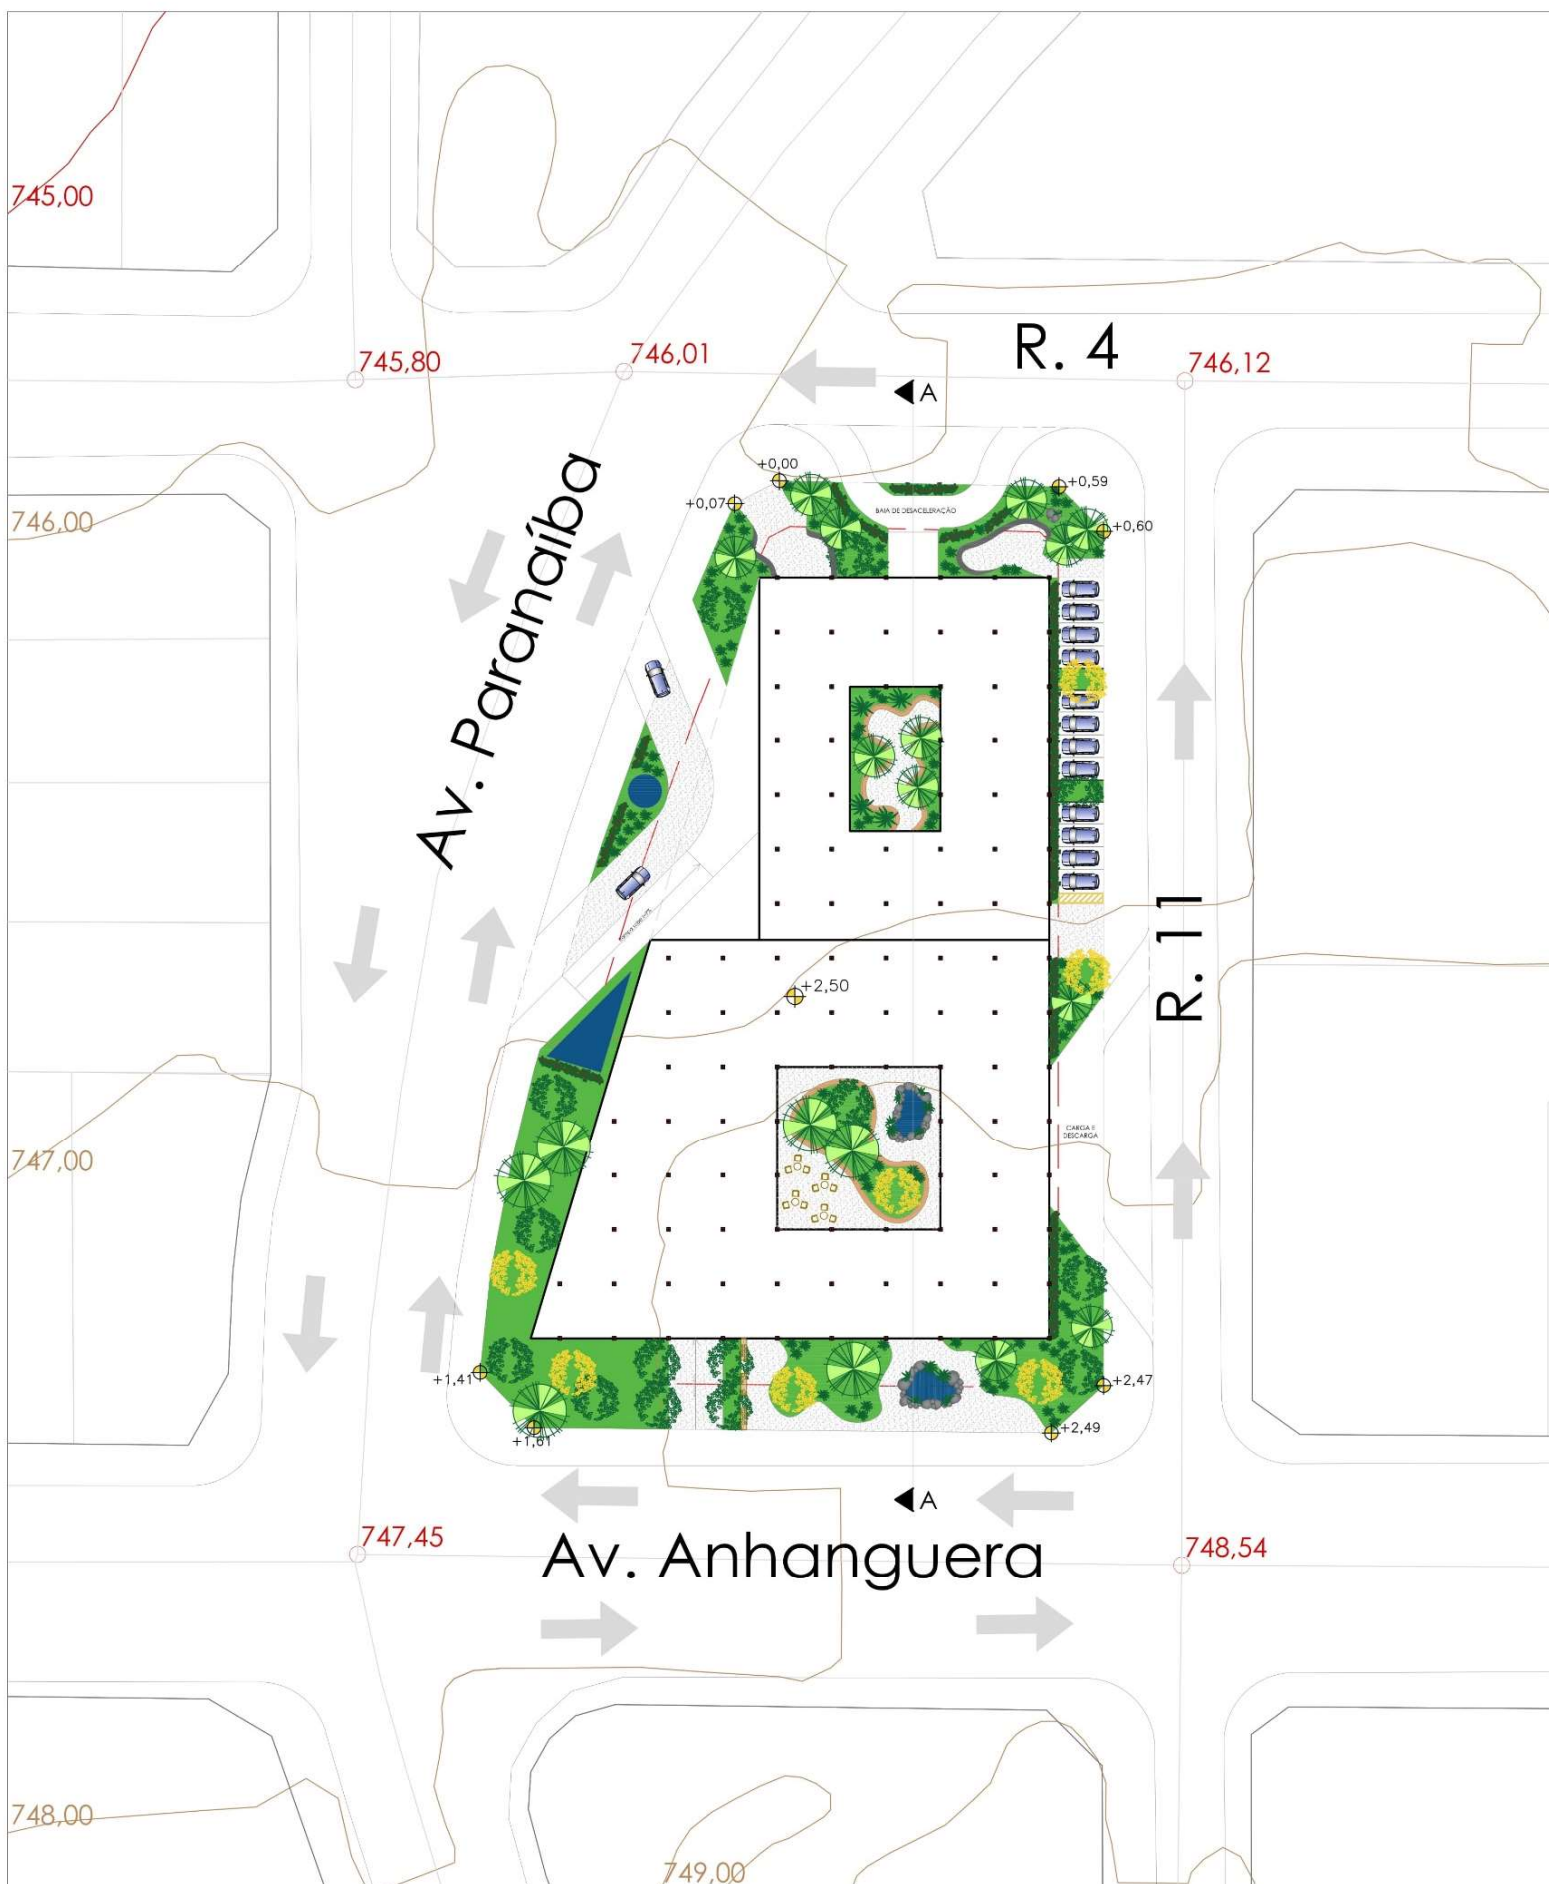 745,00
R. 4
745,80
746,01
746,12
A
+0,00
+0,07
+0,59
+0,60
BAIA DE DESACELERAÇÃO
746,00
Av. Paranaíba
R. 11
+2,50
CARGA E
DESCARGA
747,00
+1,41
+1,61
+2,47
+2,49
A
747,45
Av. Anhanguera
748,54
748,00
749,00